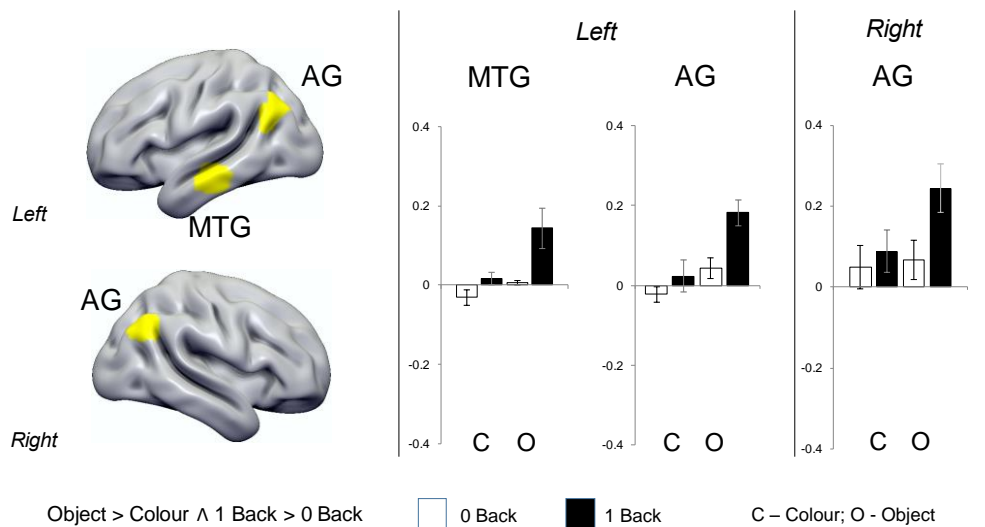 Left
Right
MTG
AG
AG
AG
0.4
0.2
0
-0.2
-0.4
C O
0.4
0.2
0
-0.2
-0.4
C O
0.4
0.2
0
-0.2
-0.4
C O
Left
MTG
AG
Right
Object > Colour Λ 1 Back > 0 Back
0 Back
1 Back
C – Colour; O - Object